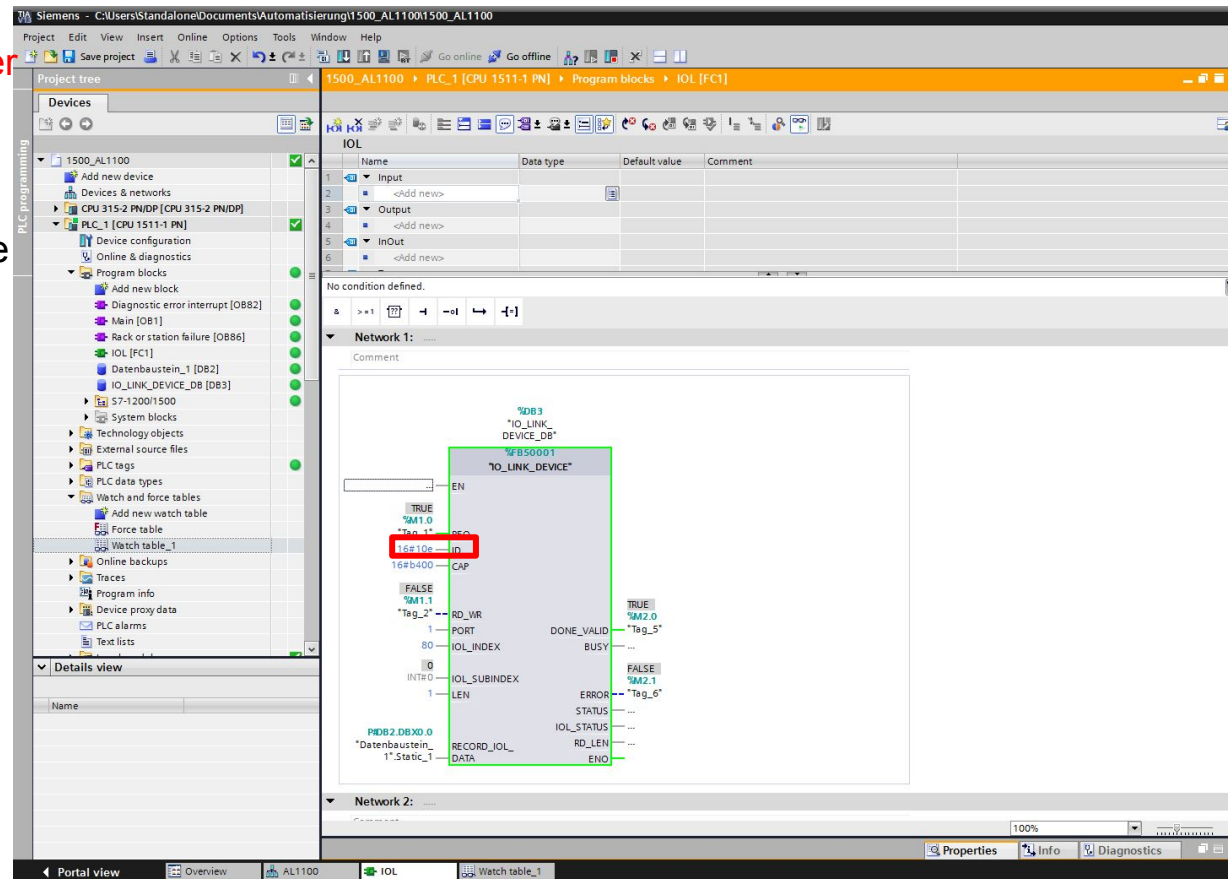 Siemens - C:\Users\Standalone\Documents\Automatisierung\1500_AL1100\1500_AL1100
Project Edit View Insert Online Options Tools Window Help
er
Save project Go online Go offline
Project tree
1500_AL1100 PLC_1 [CPU 1511-1 PN] Program blocks IOL [FC1]
Devices
PLC programming
e
1500_AL1100
Add new device
Devices & networks
CPU 315-2 PN/DP [CPU 315-2 PN/DP]
PLC_1 [CPU 1511-1 PN]
Device configuration
Online & diagnostics
Program blocks
Add new block
Diagnostic error interrupt [OB82]
Main [OB1]
Rack or station failure [OB86]
IOL [FC1]
Datenbaustein_1 [DB2]
IO_LINK_DEVICE_DB [DB3]
S7-1200/1500
System blocks
Technology objects
External source files
PLC tags
PLC data types
Watch and force tables
Add new watch table
Force table
Watch table_1
Online backups
Traces
Program info
Device proxy data
PLC alarms
Text lists
Details view
Name
IOL
Name Data type Default value Comment
1 Input
2 <Add new>
3 Output
4 <Add new>
5 InOut
6 <Add new>
No condition defined.
& >=1 ??
Network 1: .....
Comment
%DB3
"IO_LINK_
DEVICE_DB"
%FB50001
"IO_LINK_DEVICE"
... EN
TRUE
%M1.0
"Tag_1" REQ
16#10e ID
16#b400 CAP
FALSE
%M1.1
"Tag_2" RD_WR
1 PORT
80 IOL_INDEX
0
INT#0 IOL_SUBINDEX
1 LEN
P#DB2.DBX0.0
"Datenbaustein_
1".Static_1 RECORD_IOL_
DATA
TRUE
%M2.0
DONE_VALID "Tag_5"
BUSY ...
FALSE
%M2.1
ERROR "Tag_6"
STATUS ...
IOL_STATUS ...
RD_LEN ...
ENO
Network 2: .....
100%
Properties Info Diagnostics
Portal view Overview AL1100 IOL Watch table_1